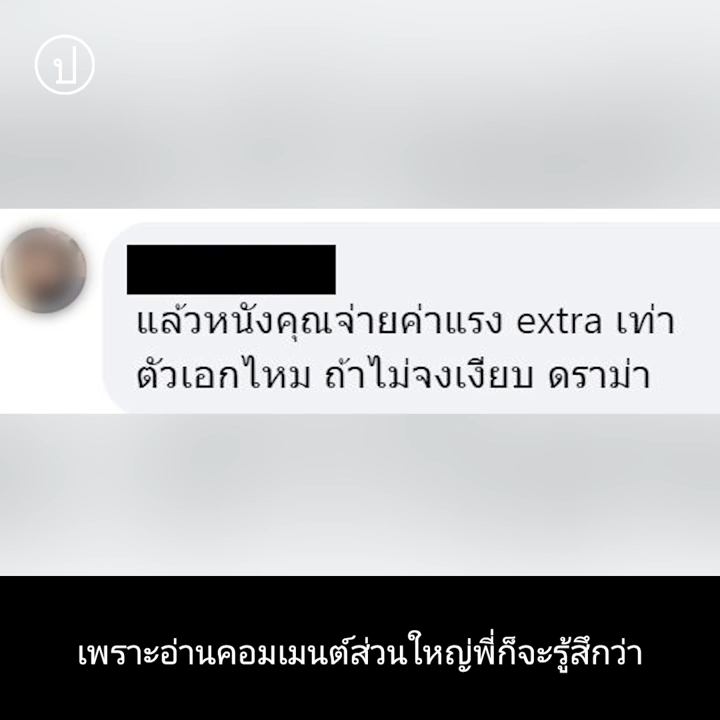 ป
แล้วหนังคุณจ่ายค่าแรง extra เท่า
ตัวเอกไหม ถ้าไม่จงเงียบ ดราม่า
เพราะอ่านคอมเมนต์ส่วนใหญ่พี่ก็จะรู้สึกว่า